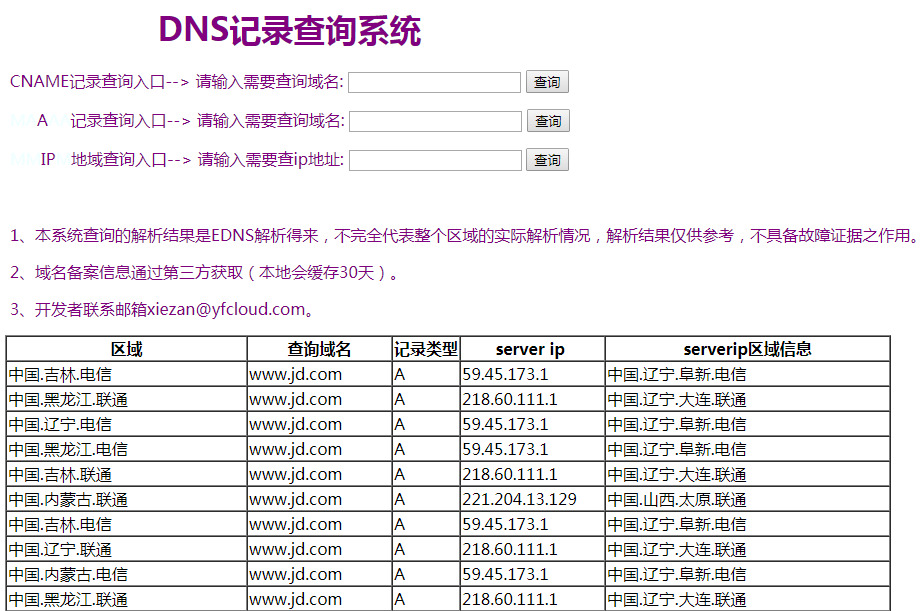 DNS记录查询系统
CNAME记录查询入口--> 请输入需要查询域名: 查询
A 记录查询入口--> 请输入需要查询域名: 查询
IP 地域查询入口--> 请输入需要查ip地址: 查询
1、本系统查询的解析结果是EDNS解析得来，不完全代表整个区域的实际解析情况，解析结果仅供参考，不具备故障证据之作用。
2、域名备案信息通过第三方获取（本地会缓存30天）。
3、开发者联系邮箱xiezan@yfcloud.com。
区域 查询域名 记录类型 server ip serverip区域信息
中国.吉林.电信 www.jd.com A 59.45.173.1 中国.辽宁.阜新.电信
中国.黑龙江.联通 www.jd.com A 218.60.111.1 中国.辽宁.大连.联通
中国.辽宁.电信 www.jd.com A 59.45.173.1 中国.辽宁.阜新.电信
中国.黑龙江.电信 www.jd.com A 59.45.173.1 中国.辽宁.阜新.电信
中国.吉林.联通 www.jd.com A 218.60.111.1 中国.辽宁.大连.联通
中国.内蒙古.联通 www.jd.com A 221.204.13.129 中国.山西.太原.联通
中国.吉林.电信 www.jd.com A 59.45.173.1 中国.辽宁.阜新.电信
中国.辽宁.联通 www.jd.com A 218.60.111.1 中国.辽宁.大连.联通
中国.内蒙古.电信 www.jd.com A 59.45.173.1 中国.辽宁.阜新.电信
中国.黑龙江.联通 www.jd.com A 218.60.111.1 中国.辽宁.大连.联通